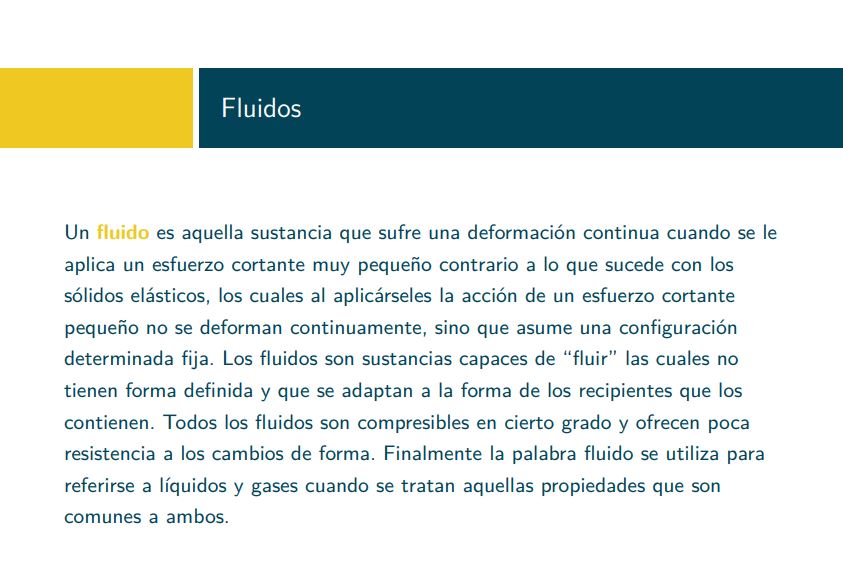 Fluidos
Un fluido es aquella sustancia que sufre una deformación continua cuando se le
aplica un esfuerzo cortante muy pequeño contrario a lo que sucede con los
sólidos elásticos, los cuales al aplicárseles la acción de un esfuerzo cortante
pequeño no se deforman continuamente, sino que asume una configuración
determinada fija. Los fluidos son sustancias capaces de “fluir” las cuales no
tienen forma definida y que se adaptan a la forma de los recipientes que los
contienen. Todos los fluidos son compresibles en cierto grado y ofrecen poca
resistencia a los cambios de forma. Finalmente la palabra fluido se utiliza para
referirse a líquidos y gases cuando se tratan aquellas propiedades que son
comunes a ambos.